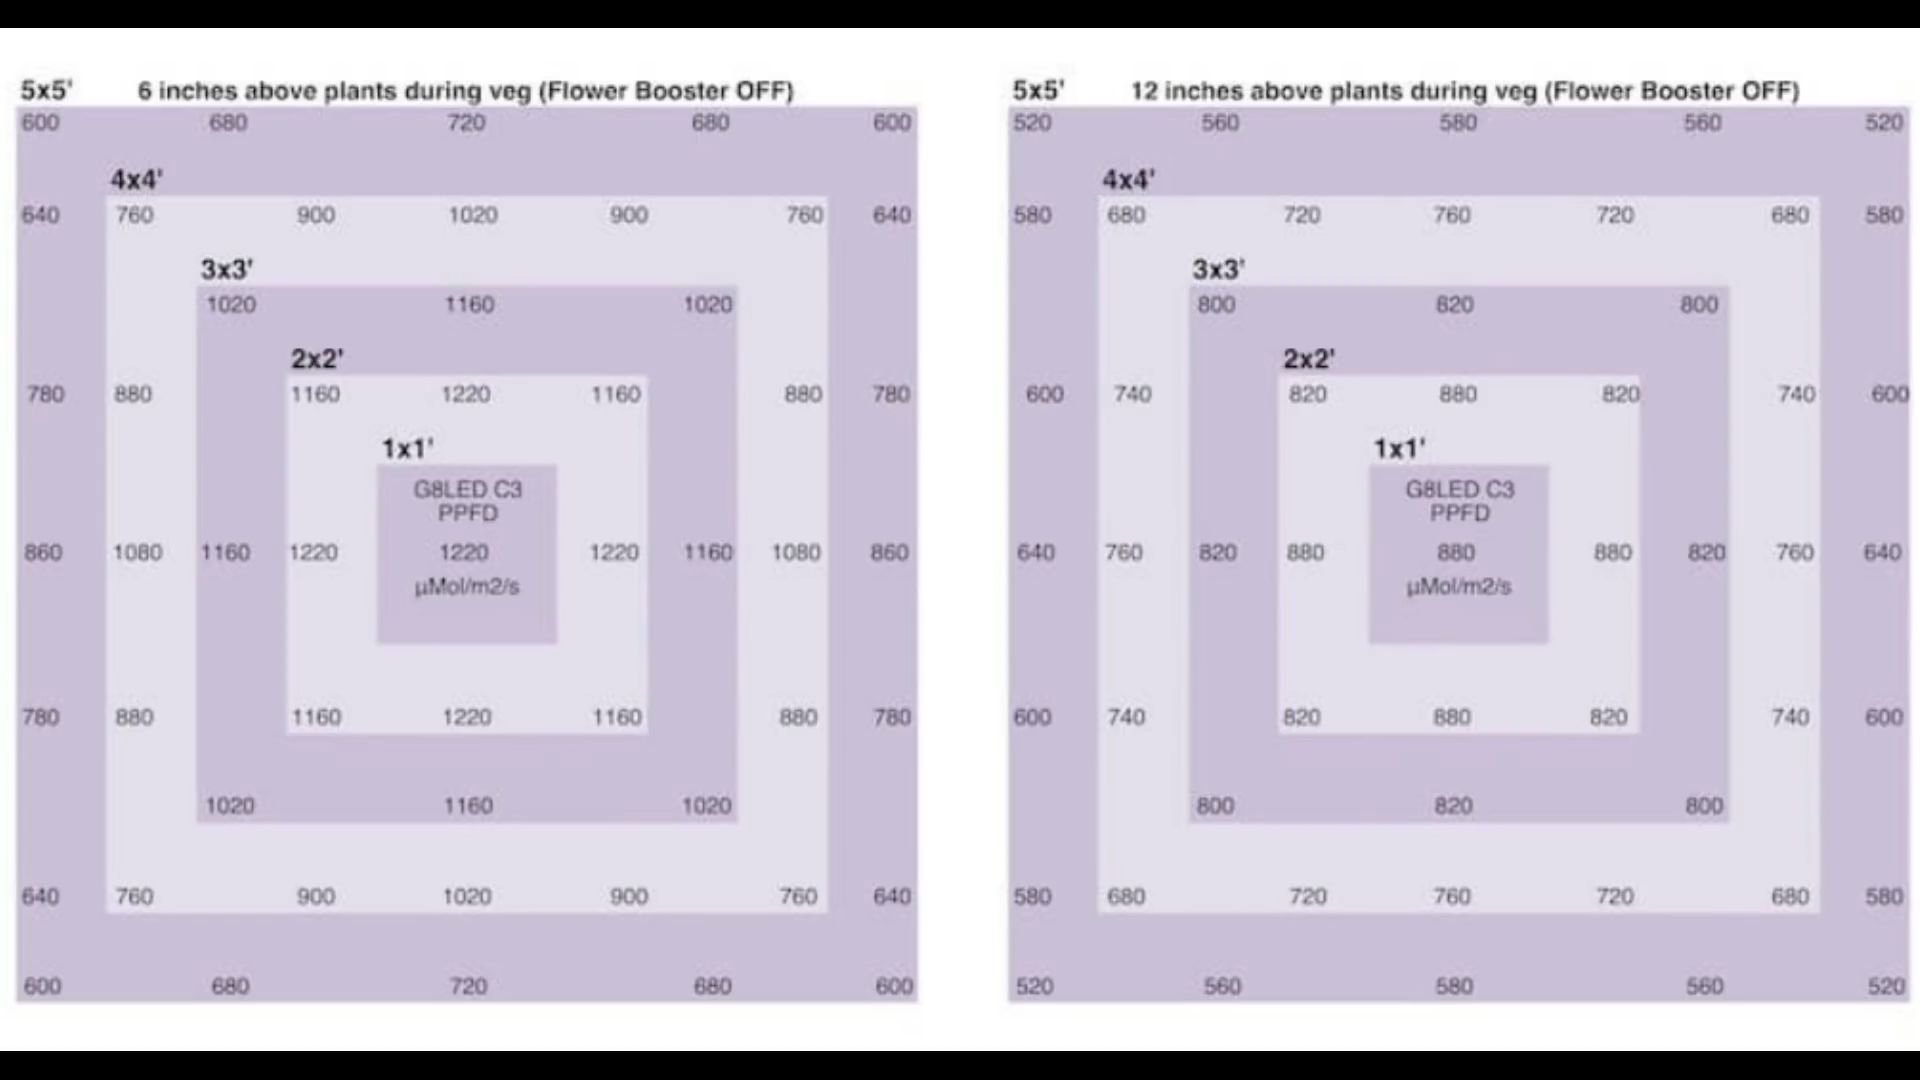 5x5' 6 inches above plants during veg (Flower Booster OFF)
600 680 720 680 600
4x4'
640 760 900 1020 900 760 640
3x3'
1020 1160 1020
2x2'
780 880 1160 1220 1160 880 780
1x1'
G8LED C3
PPFD
860 1080 1160 1220 1220 1220 1160 1080 860
µMol/m2/s
780 880 1160 1220 1160 880 780
1020 1160 1020
640 760 900 1020 900 760 640
600 680 720 680 600
5x5' 12 inches above plants during veg (Flower Booster OFF)
520 560 580 560 520
4x4'
580 680 720 760 720 680 580
3x3'
800 820 800
2x2'
600 740 820 880 820 740 600
1x1'
G8LED C3
PPFD
640 760 820 880 880 880 820 760 640
µMol/m2/s
600 740 820 880 820 740 600
800 820 800
580 680 720 760 720 680 580
520 560 580 560 520